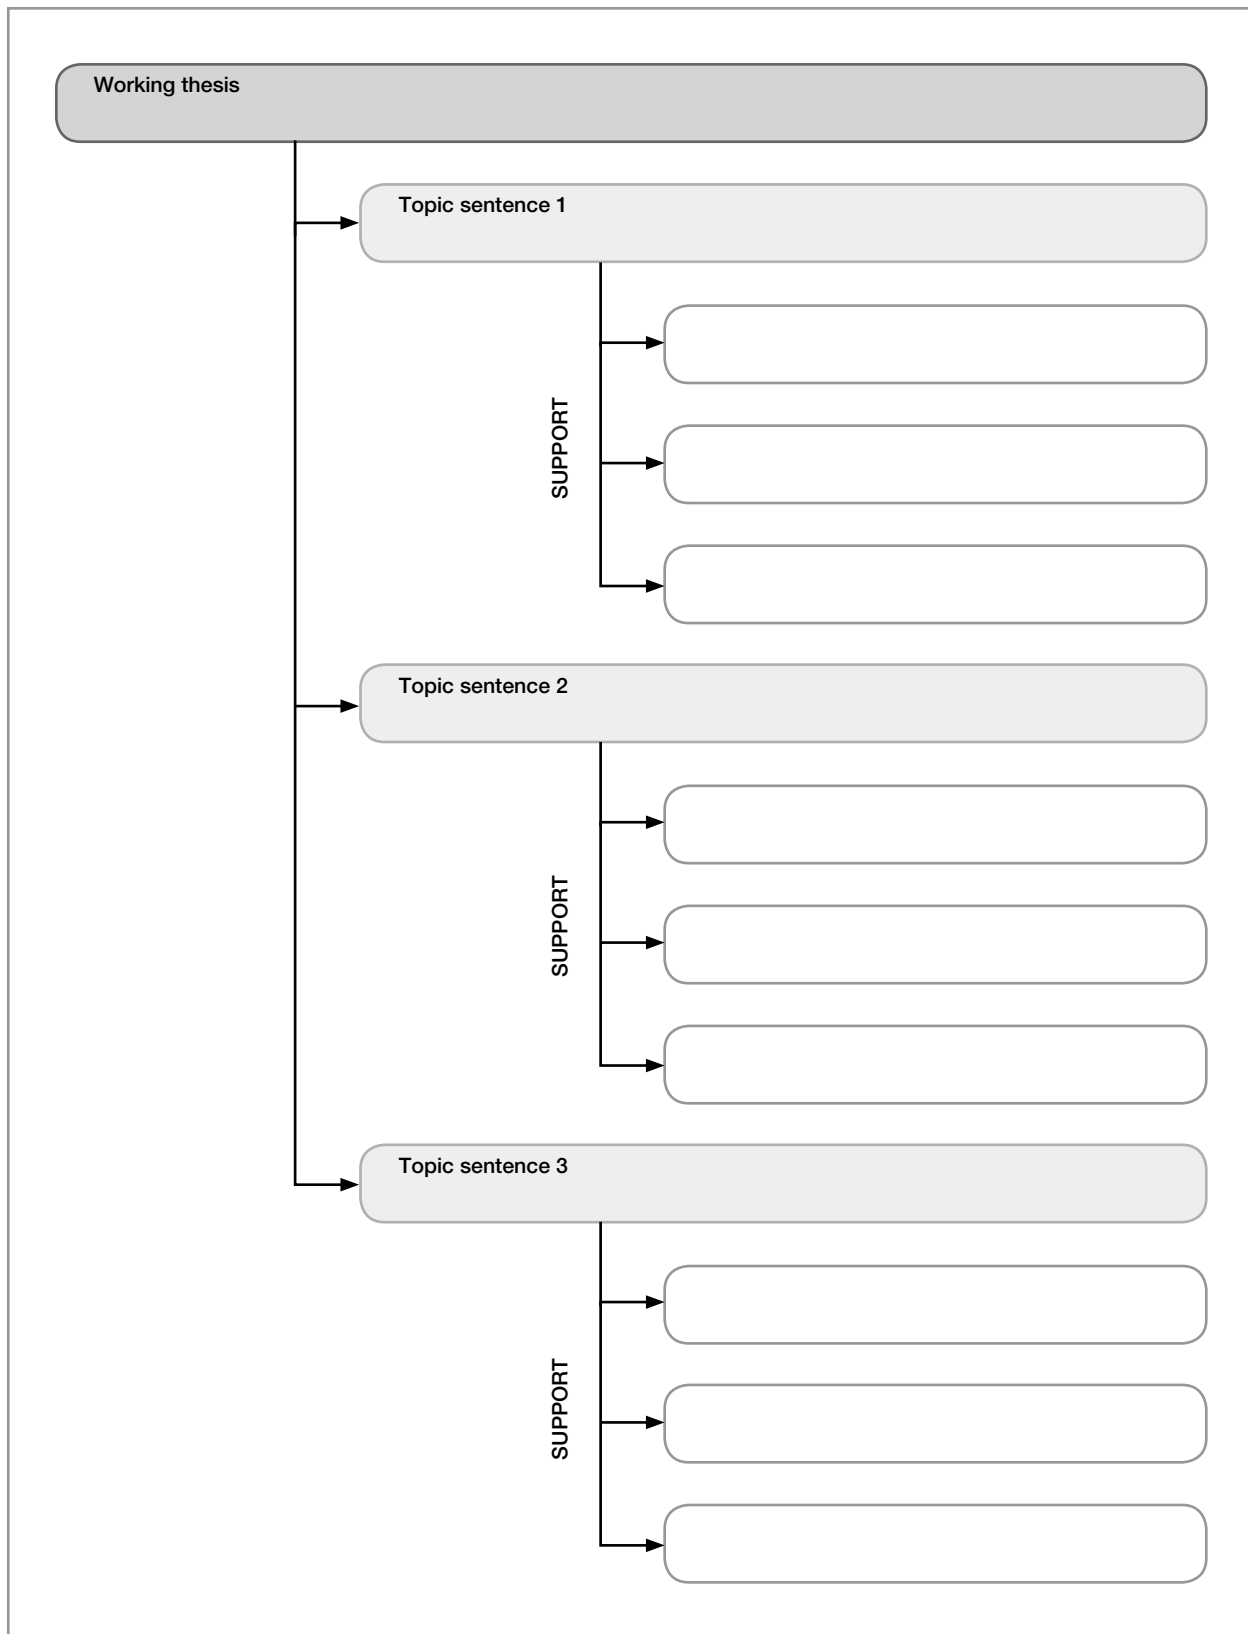 Working thesis
Topic sentence 1
SUPPORT
Topic sentence 2
SUPPORT
Topic sentence 3
SUPPORT